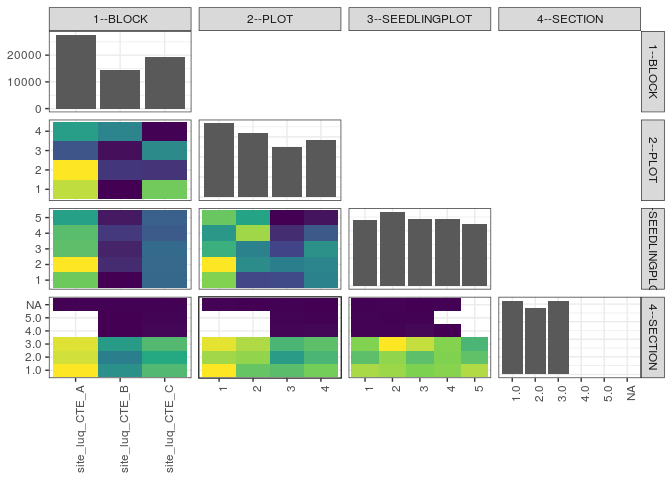 1--BLOCK
2--PLOT
3--SEEDLINGPLOT
4--SECTION
20000
10000
0
1--BLOCK
4
3
2
1
2--PLOT
5
4
3
2
1
-SEEDLINGPLO
NA
5.0
4.0
3.0
2.0
1.0
4--SECTION
site_luq_CTE_A
site_luq_CTE_B
site_luq_CTE_C
1
2
3
4
1
2
3
4
5
1.0
2.0
3.0
4.0
5.0
NA